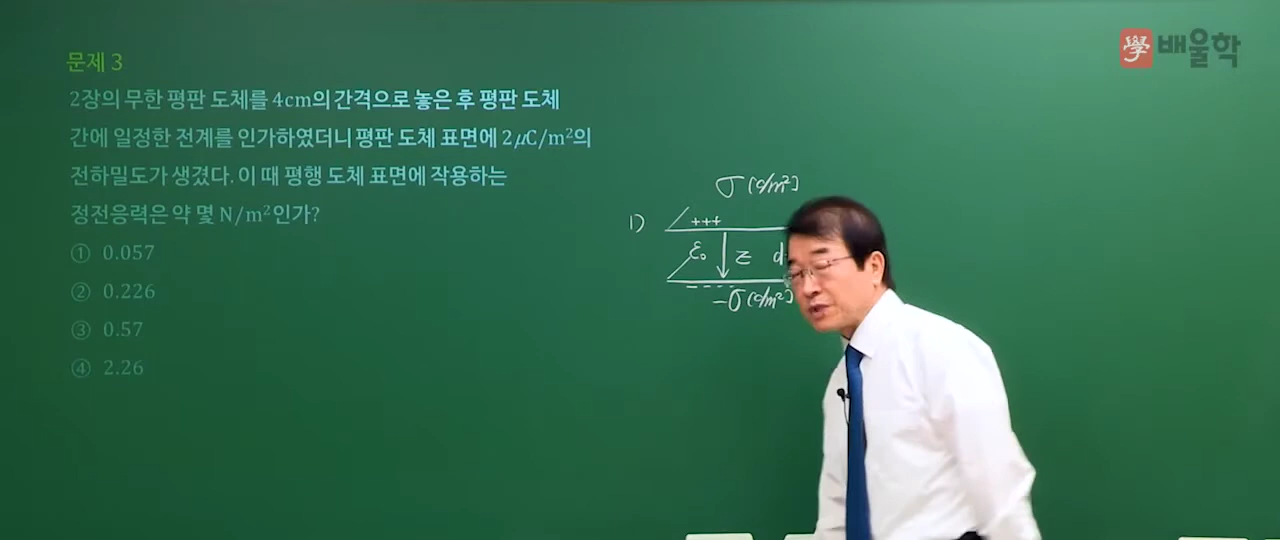 學 배울학
문제 3
2장의 무한 평판 도체를 4cm의 간격으로 놓은 후 평판 도체
간에 일정한 전계를 인가하였더니 평판 도체 표면에 2μC/m²의
전하밀도가 생겼다. 이 때 평행 도체 표면에 작용하는
정전응력은 약 몇 N/m²인가?
① 0.057
② 0.226
③ 0.57
④ 2.26
σ [c/m²]
1) +++
ε₀ z d
- - - -
-σ [c/m²]